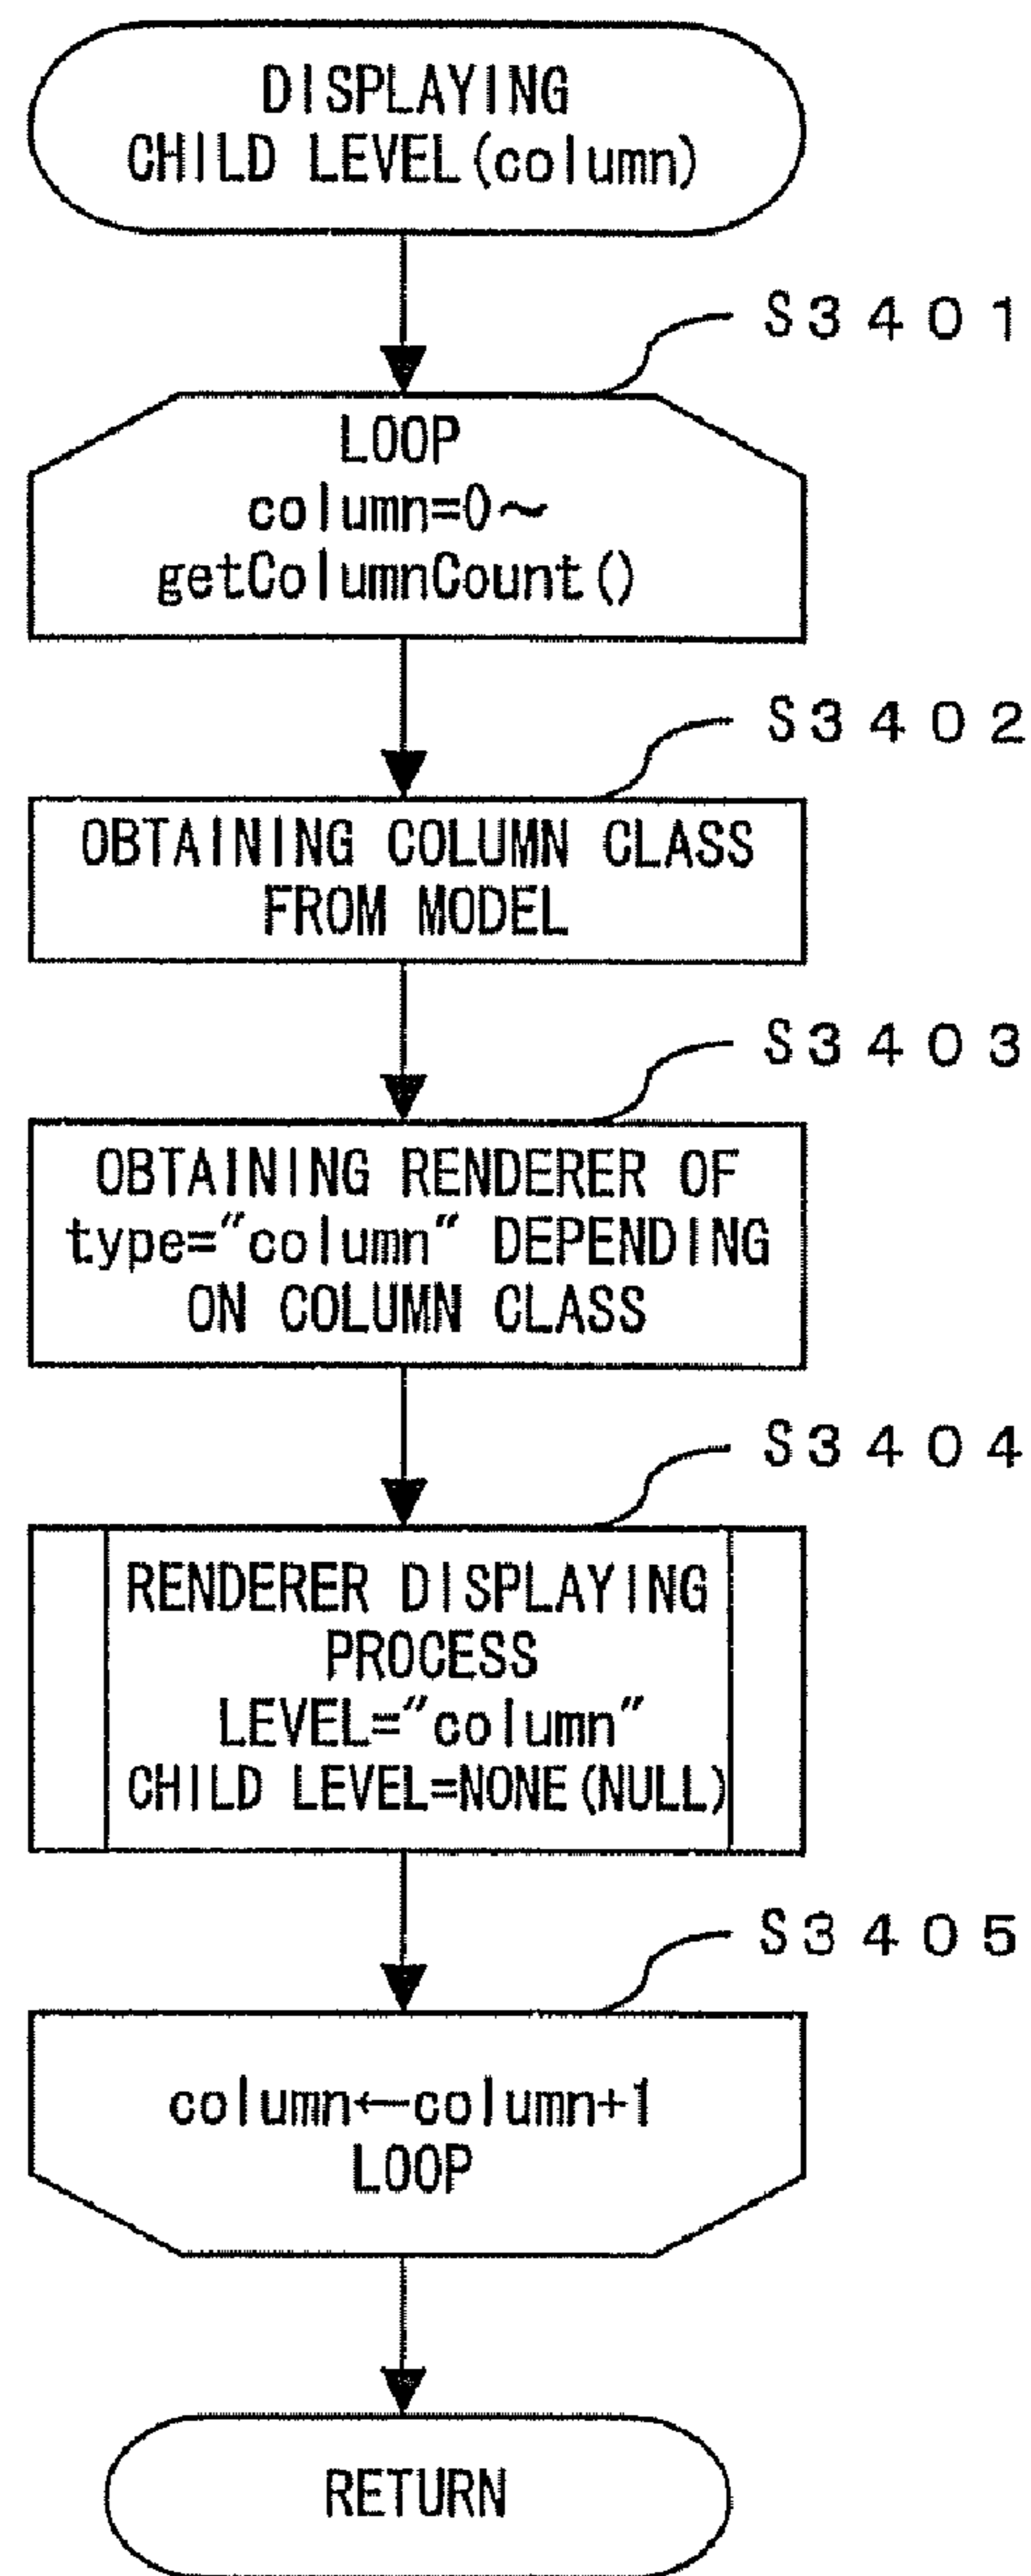 DISPLAYING
CHILD LEVEL(column)
S3401
LOOP
column=0~
getColumnCount()
S3402
OBTAINING COLUMN CLASS
FROM MODEL
S3403
OBTAINING RENDERER OF
type="column" DEPENDING
ON COLUMN CLASS
S3404
RENDERER DISPLAYING
PROCESS
LEVEL="column"
CHILD LEVEL=NONE(NULL)
S3405
column←column+1
LOOP
RETURN